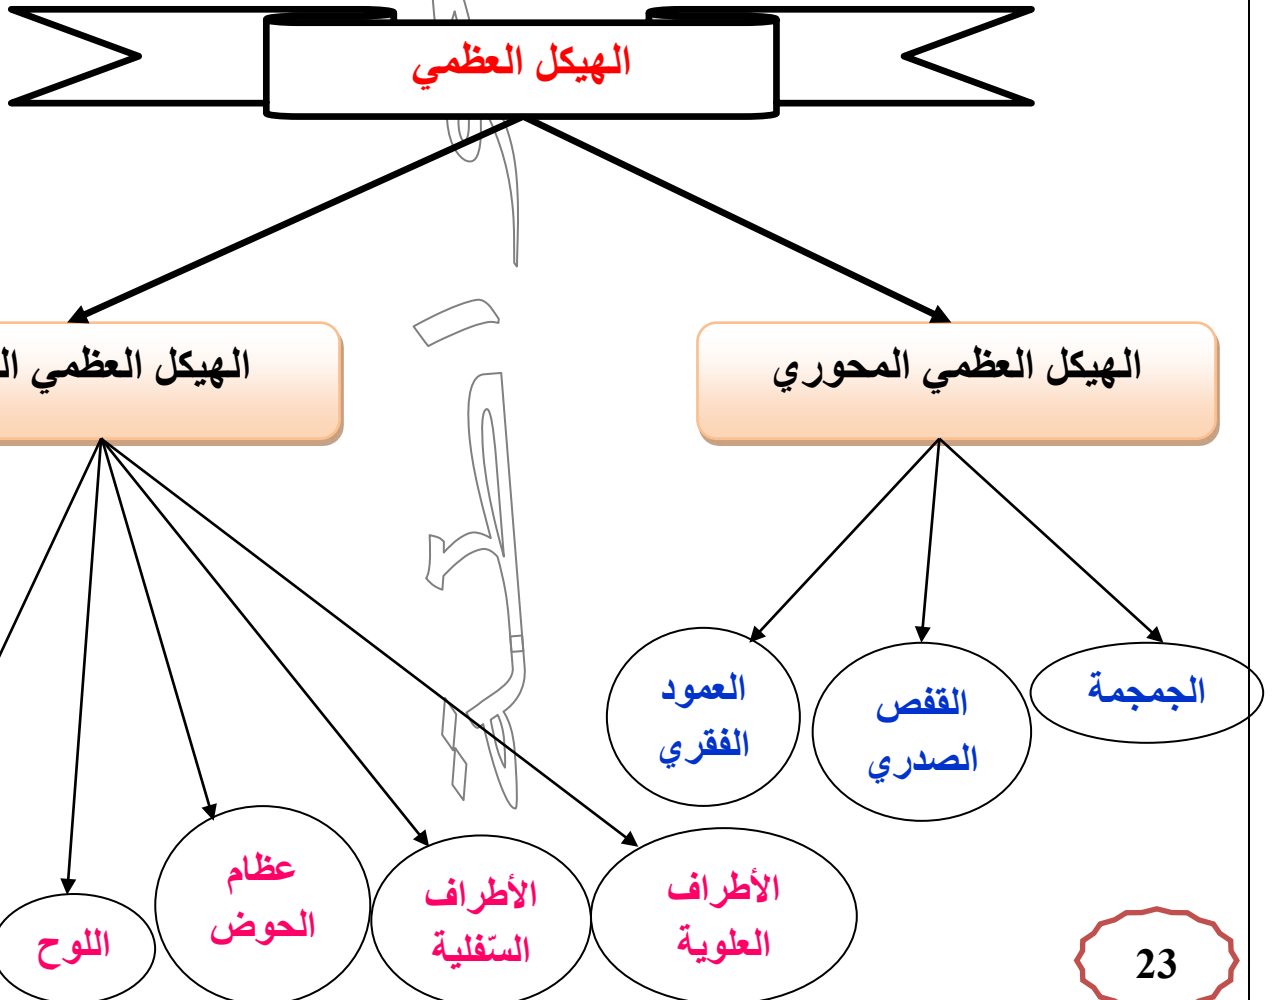 الهيكل العظمي
الهيكل العظمي المحوري
الهيكل العظمي
الجمجمة
القفص
الصدري
العمود
الفقري
الأطراف
العلوية
الأطراف
السّفلية
عظام
الحوض
اللوح
23